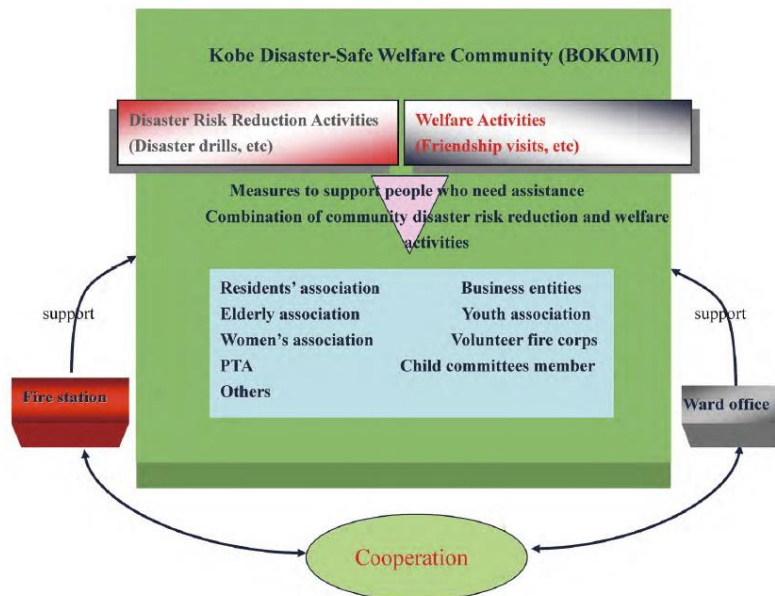 Kobe Disaster-Safe Welfare Community (BOKOMI)
Disaster Risk Reduction Activities
(Disaster drills, etc)
Welfare Activities
(Friendship visits, etc)
Measures to support people who need assistance
Combination of community disaster risk reduction and welfare
activities
Residents' association
Business entities
Elderly association
Youth association
Women's association
Volunteer fire corps
PTA
Child committees member
Others
support
support
Fire station
Ward office
Cooperation